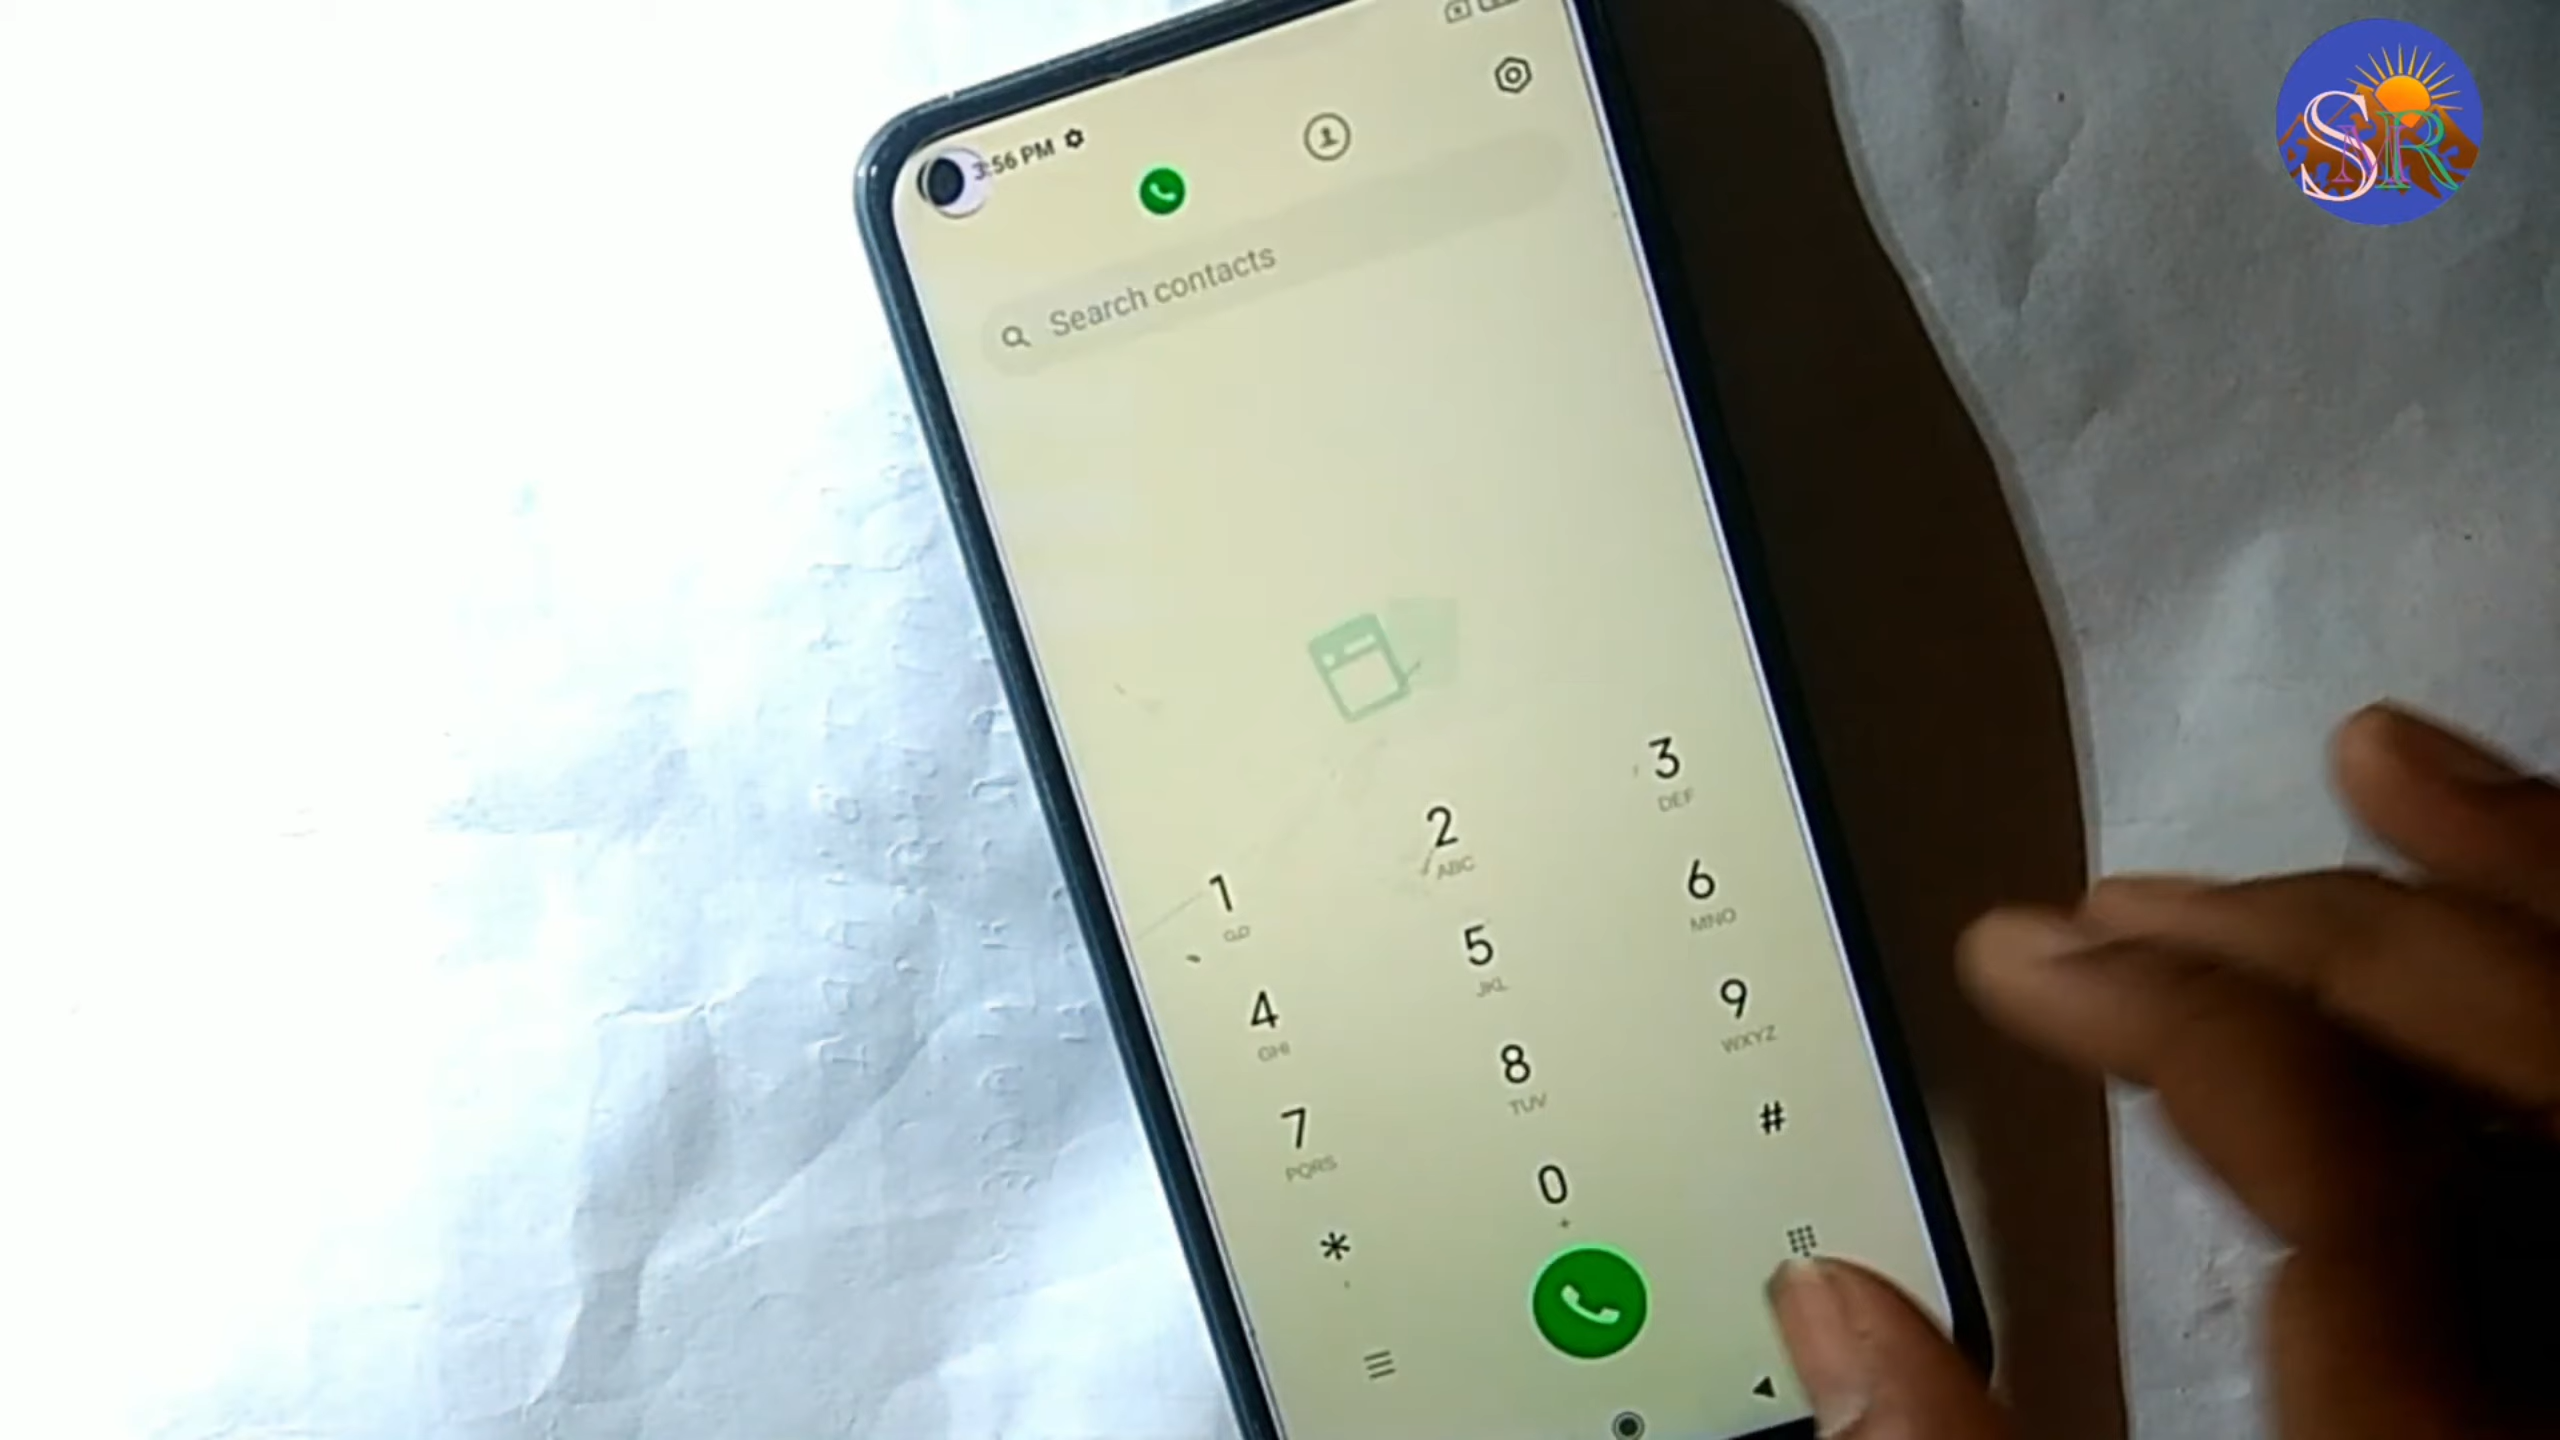 3:56 PM
Search contacts
1 2 3
ABC DEF
4 5 6
GHI JKL MNO
7 8 9
PQRS TUV WXYZ
* 0 #
+
SMR